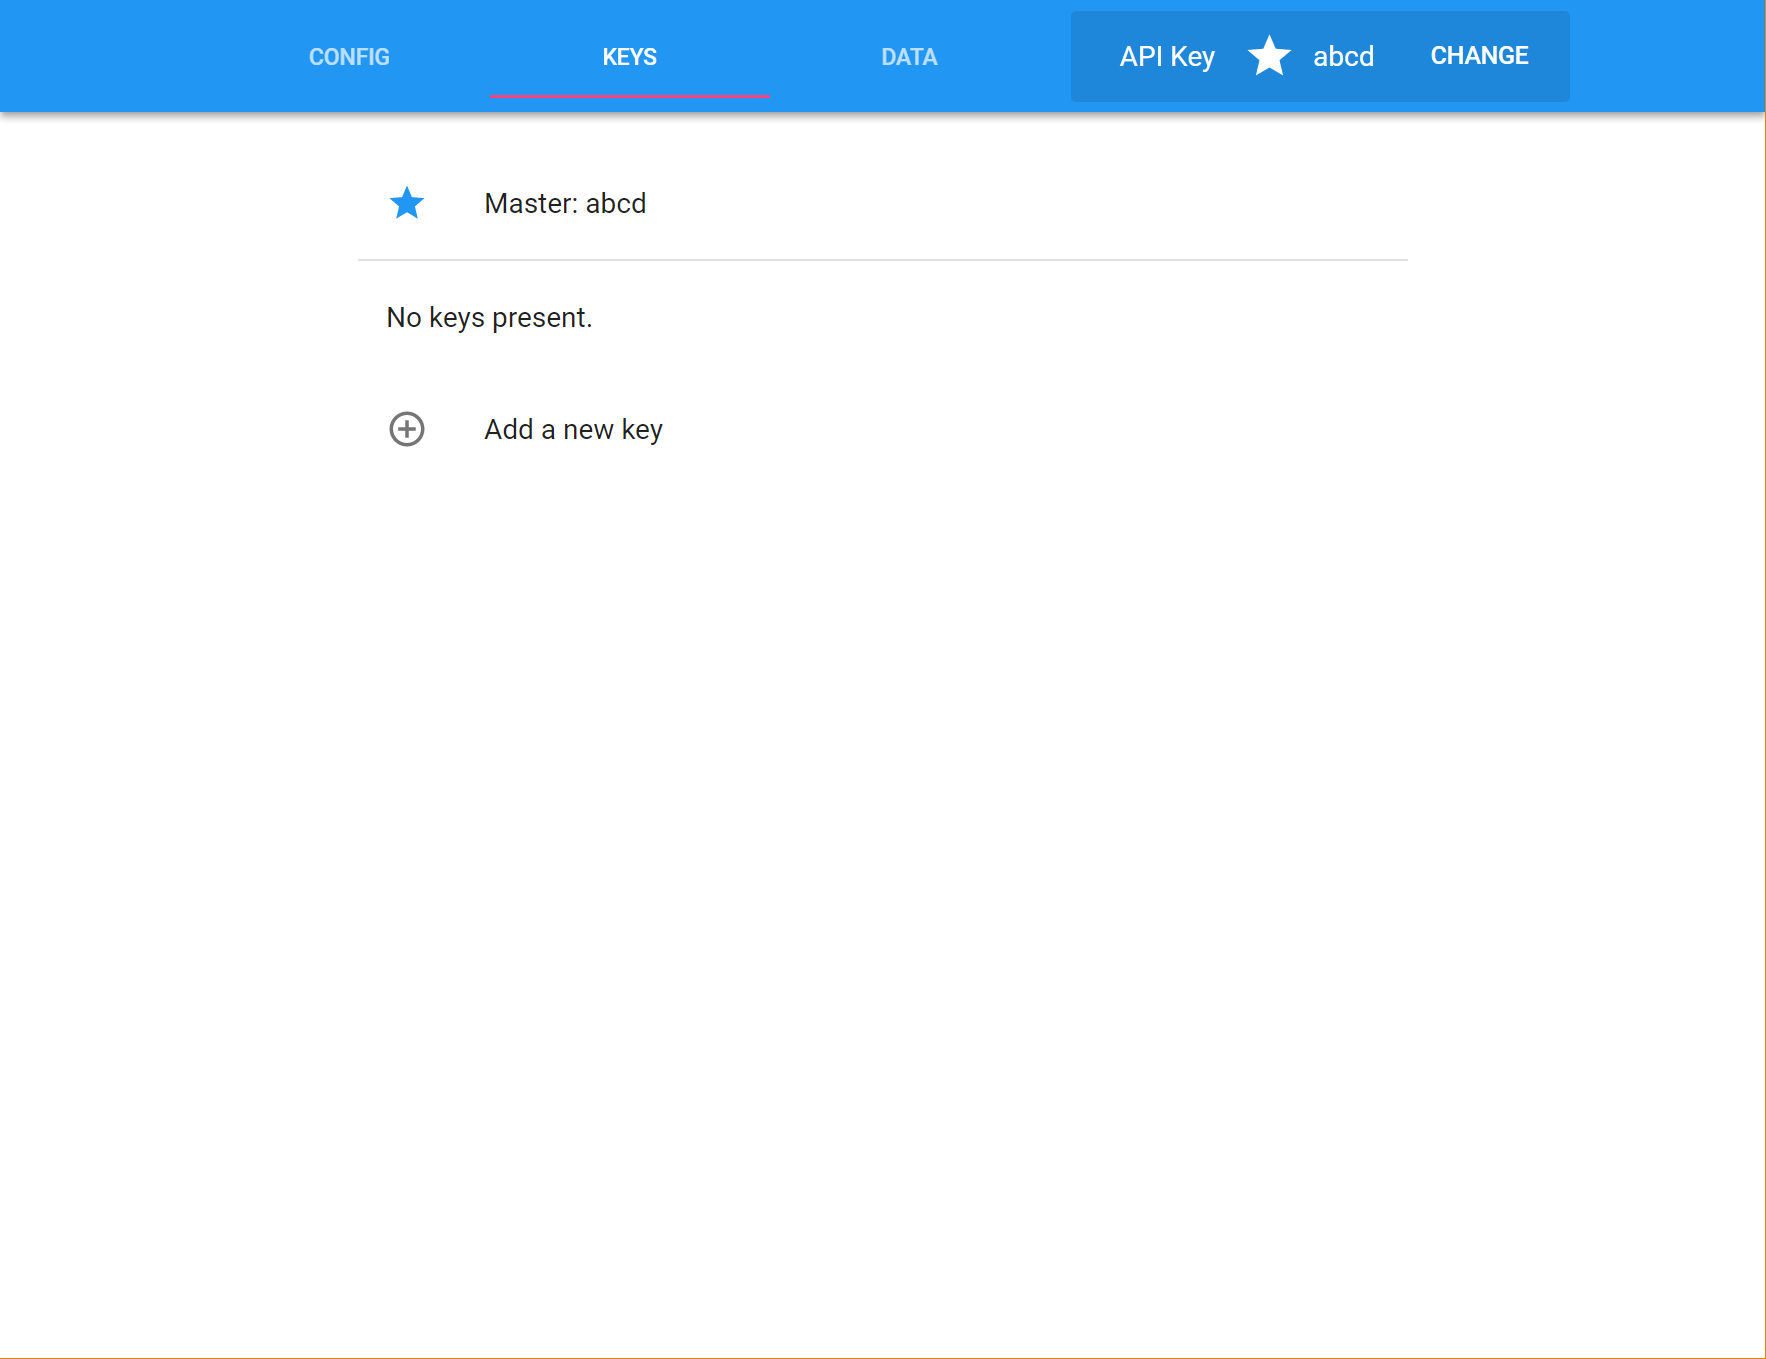 CONFIG KEYS DATA API Key abcd CHANGE
Master: abcd
No keys present.
Add a new key